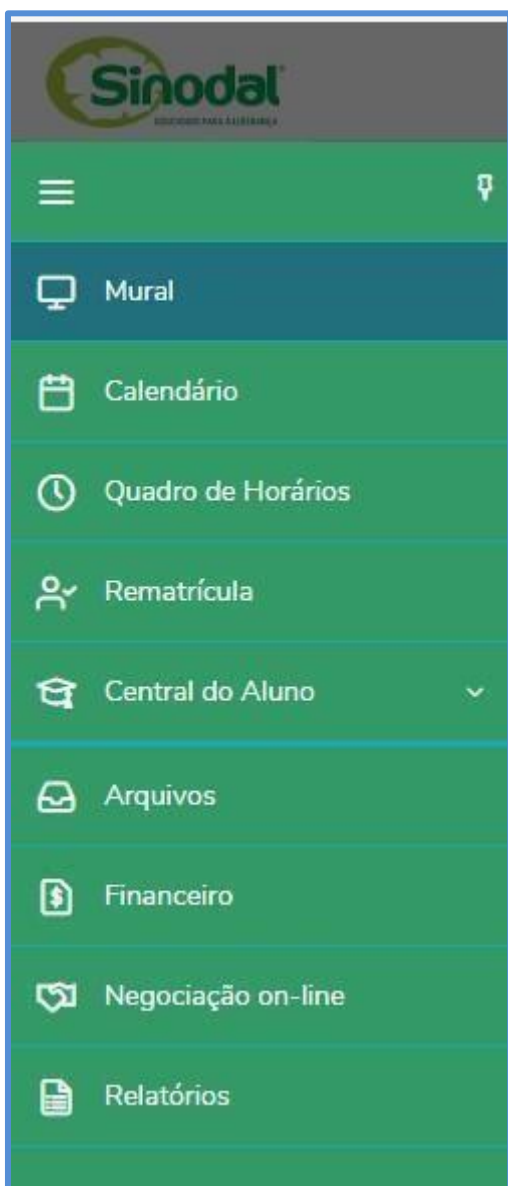 Sinodal
Mural
Calendário
Quadro de Horários
Rematrícula
Central do Aluno
Arquivos
Financeiro
Negociação on-line
Relatórios